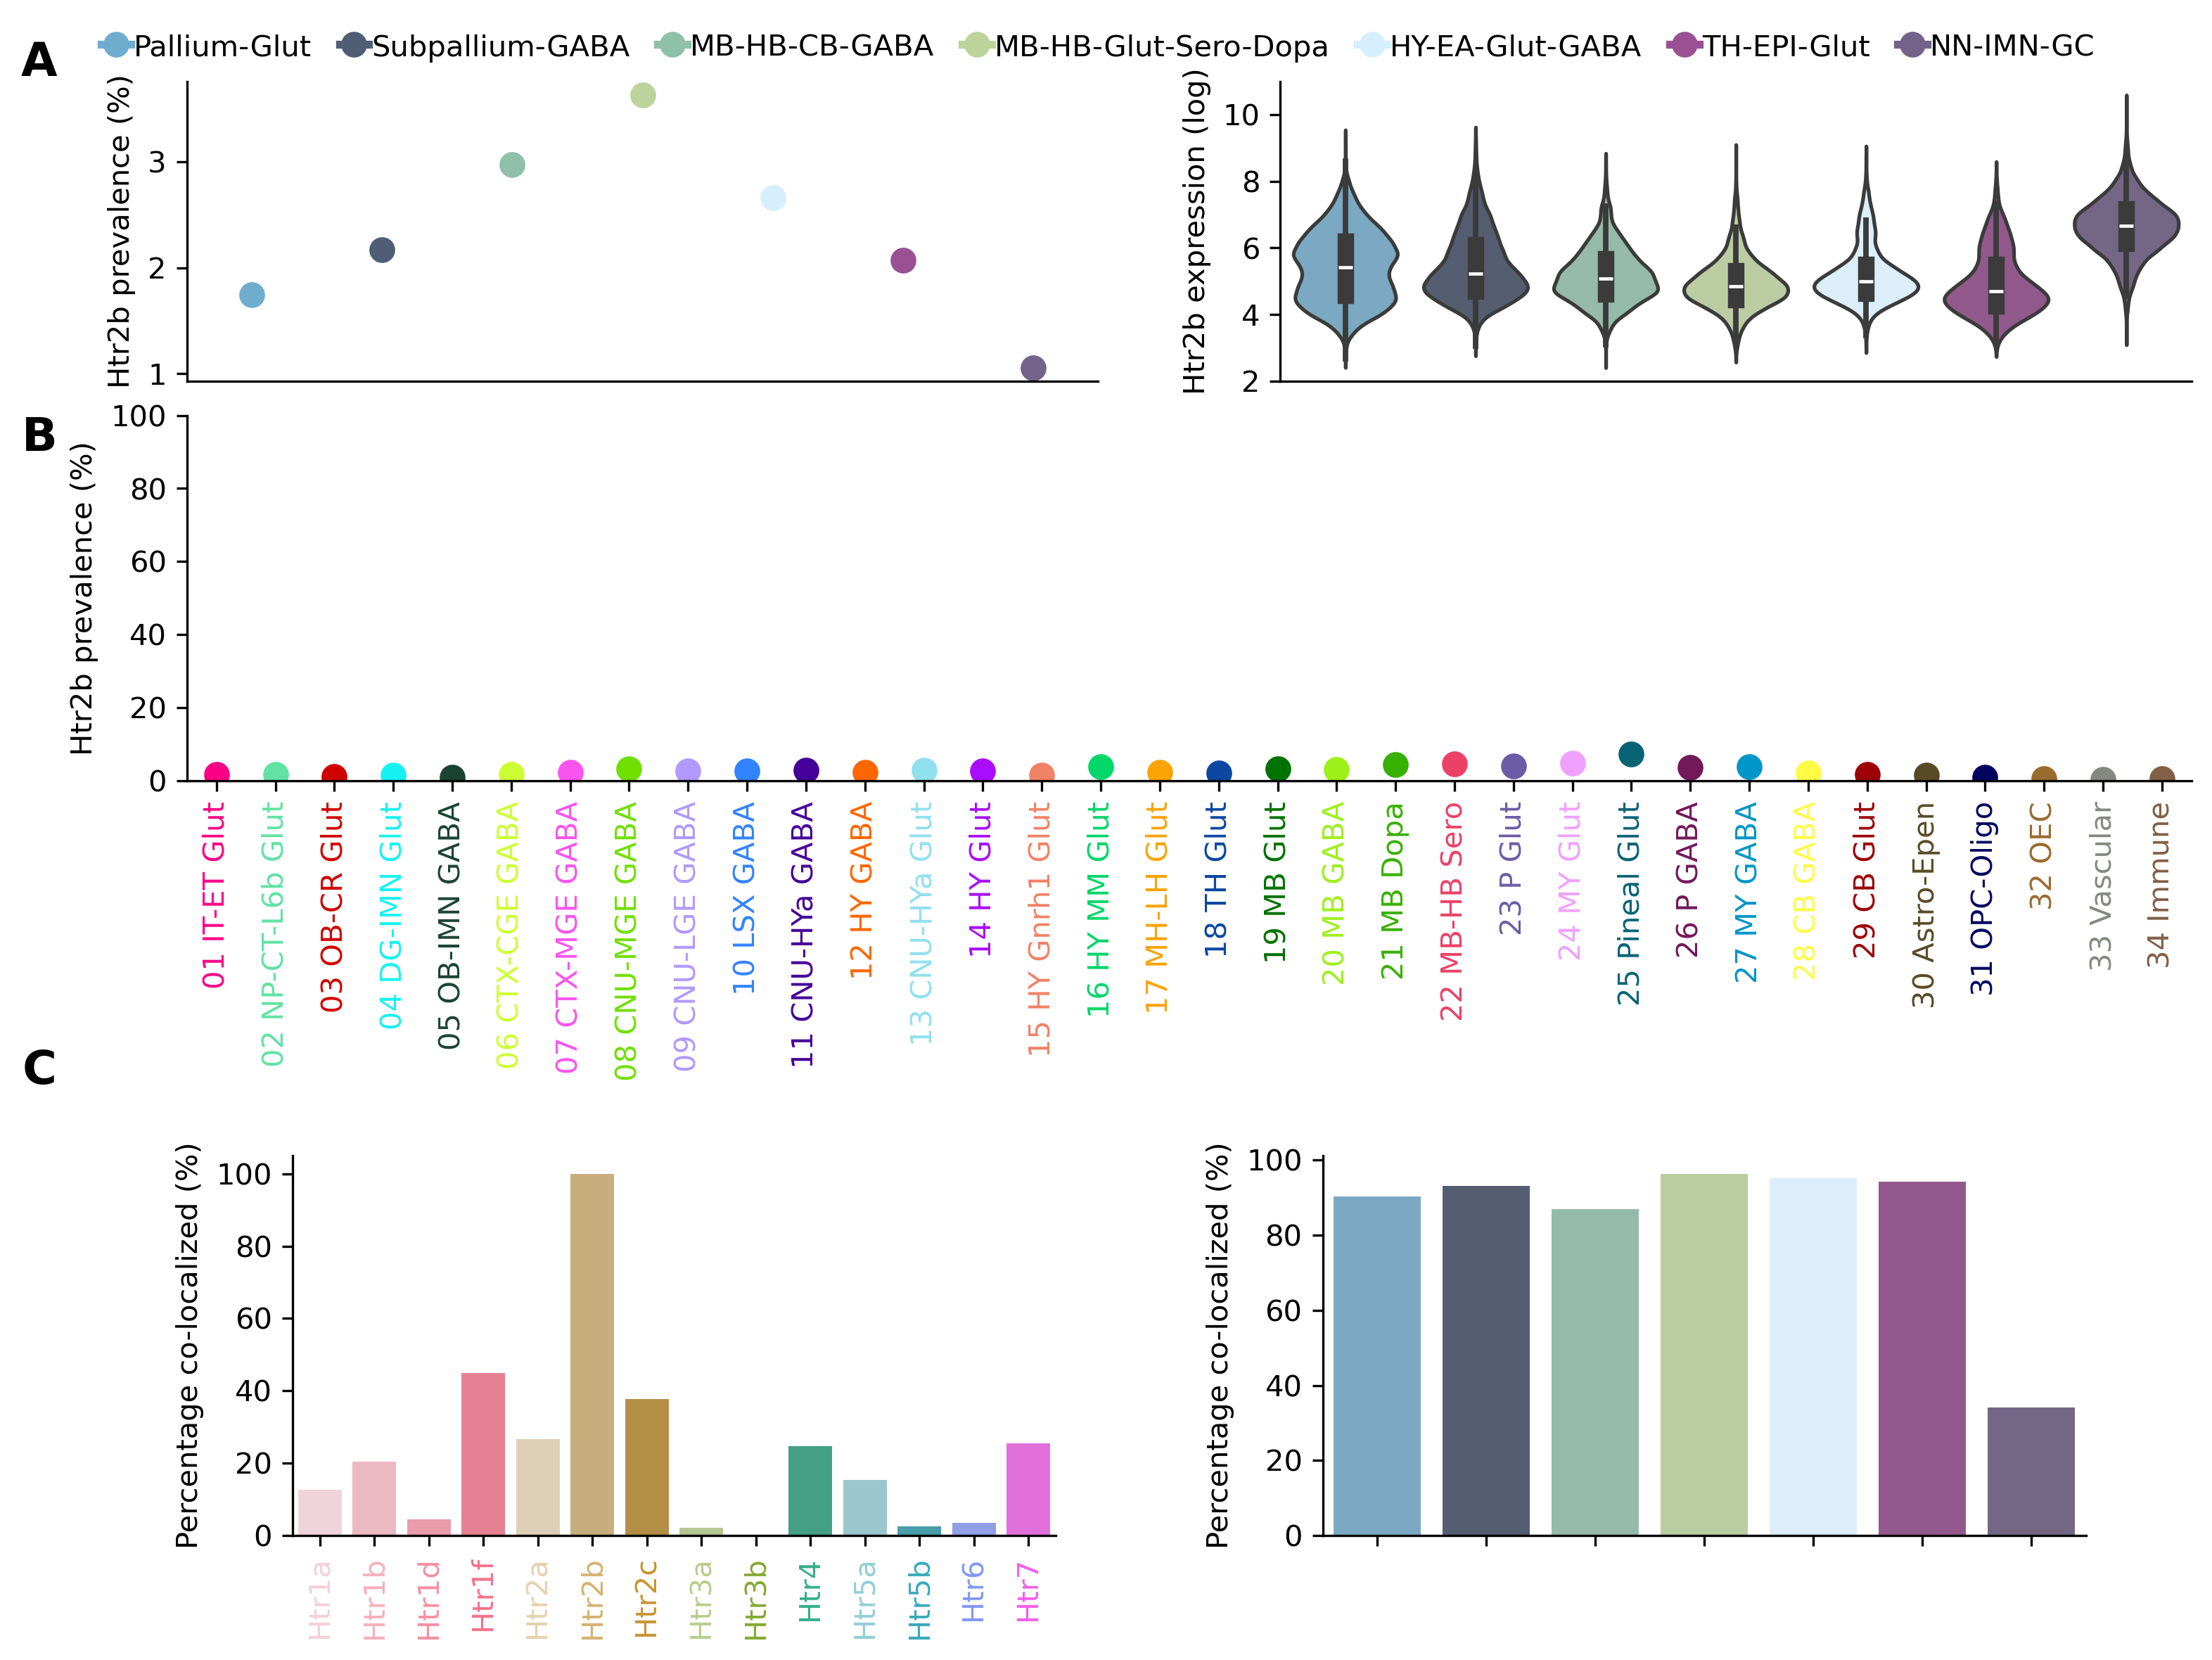 A
Pallium-Glut Subpallium-GABA MB-HB-CB-GABA MB-HB-Glut-Sero-Dopa HY-EA-Glut-GABA TH-EPI-Glut NN-IMN-GC
Htr2b prevalence (%)
3
2
1
Htr2b expression (log)
10
8
6
4
2
B
Htr2b prevalence (%)
100
80
60
40
20
0
01 IT-ET Glut
02 NP-CT-L6b Glut
03 OB-CR Glut
04 DG-IMN Glut
05 OB-IMN GABA
06 CTX-CGE GABA
07 CTX-MGE GABA
08 CNU-MGE GABA
09 CNU-LGE GABA
10 LSX GABA
11 CNU-HYa GABA
12 HY GABA
13 CNU-HYa Glut
14 HY Glut
15 HY Gnrh1 Glut
16 HY MM Glut
17 MH-LH Glut
18 TH Glut
19 MB Glut
20 MB GABA
21 MB Dopa
22 MB-HB Sero
23 P Glut
24 MY Glut
25 Pineal Glut
26 P GABA
27 MY GABA
28 CB GABA
29 CB Glut
30 Astro-Epen
31 OPC-Oligo
32 OEC
33 Vascular
34 Immune
C
Percentage co-localized (%)
100
80
60
40
20
0
Htr1a
Htr1b
Htr1d
Htr1f
Htr2a
Htr2b
Htr2c
Htr3a
Htr3b
Htr4
Htr5a
Htr5b
Htr6
Htr7
Percentage co-localized (%)
100
80
60
40
20
0